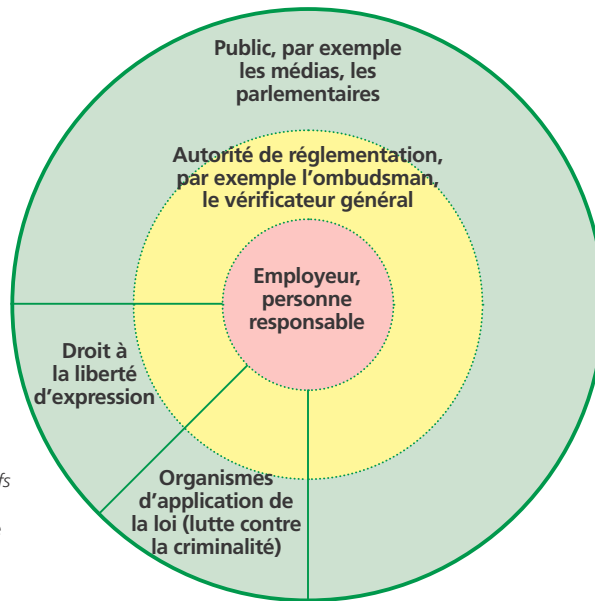 Public, par exemple
les médias, les
parlementaires
Autorité de réglementation,
par exemple l'ombudsman,
le vérificateur général
Employeur,
personne
responsable
Droit à
la liberté
d'expression
Organismes
d'application de
la loi (lutte contre
la criminalité)